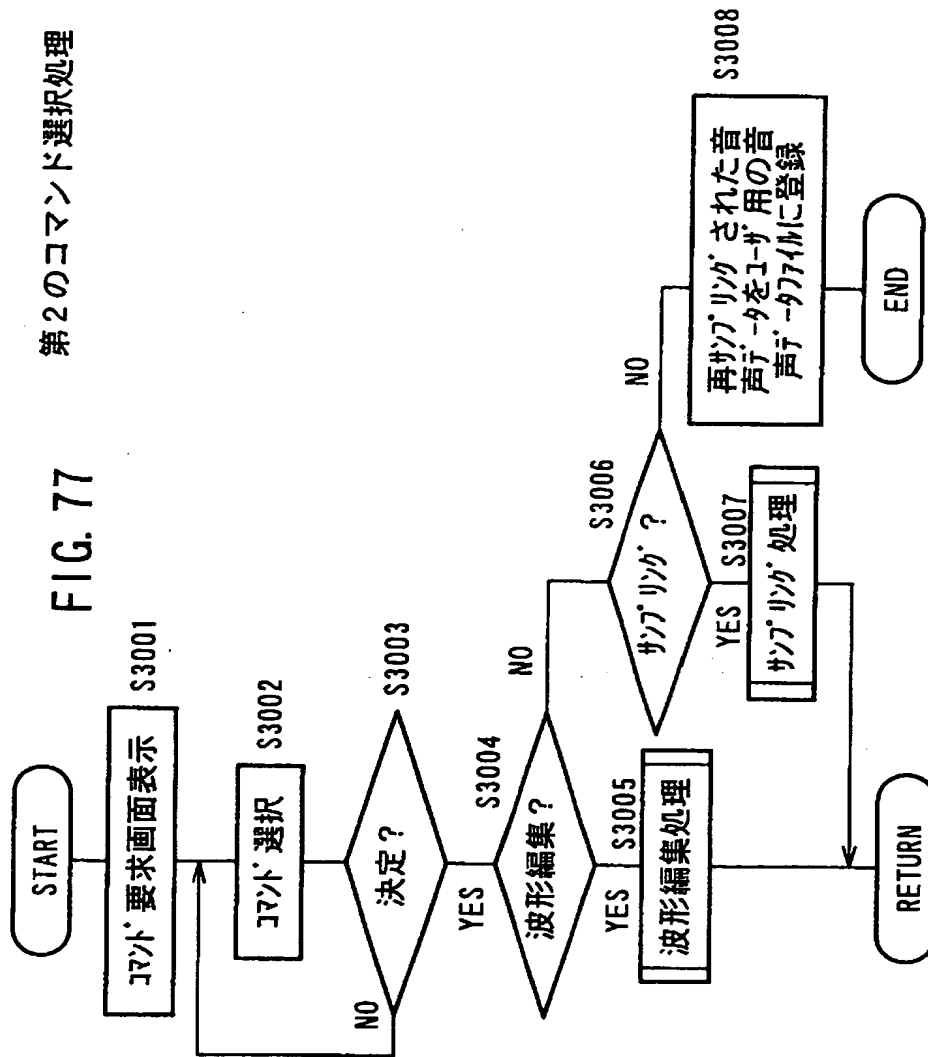 FIG. 77
第2のコマンド選択処理
START
コマンド要求画面表示
S3001
コマンド選択
S3002
決定?
S3003
NO
YES
波形編集?
S3004
NO
YES
波形編集処理
S3005
サンプリング?
S3006
NO
YES
サンプリング処理
S3007
再サンプリングされた音
声データをユーザ用の音
声データファイルに登録
S3008
RETURN
END